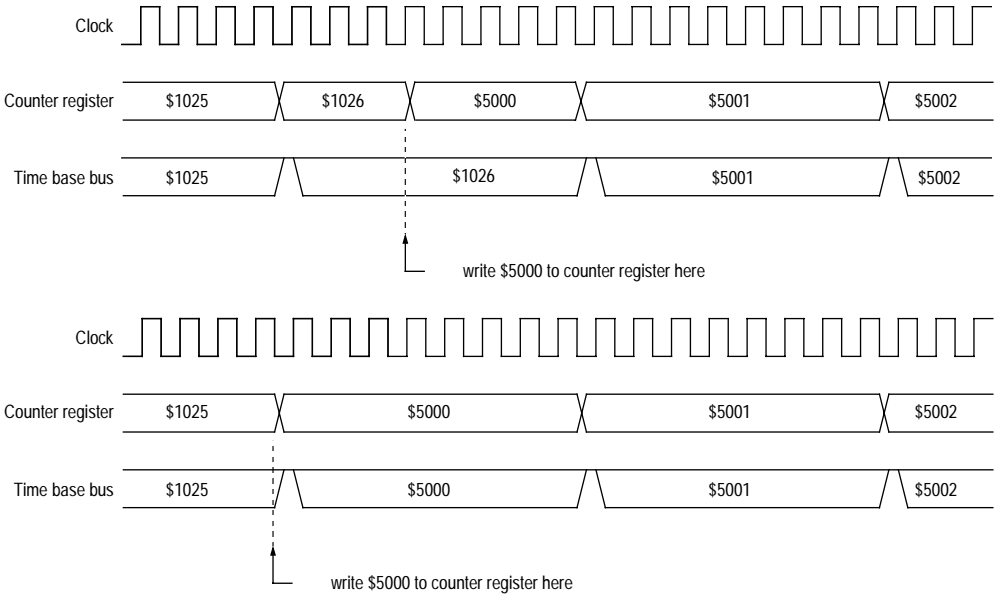 Clock
Counter register $1025 $1026 $5000 $5001 $5002
Time base bus $1025 $1026 $5001 $5002
write $5000 to counter register here
Clock
Counter register $1025 $5000 $5001 $5002
Time base bus $1025 $5000 $5001 $5002
write $5000 to counter register here